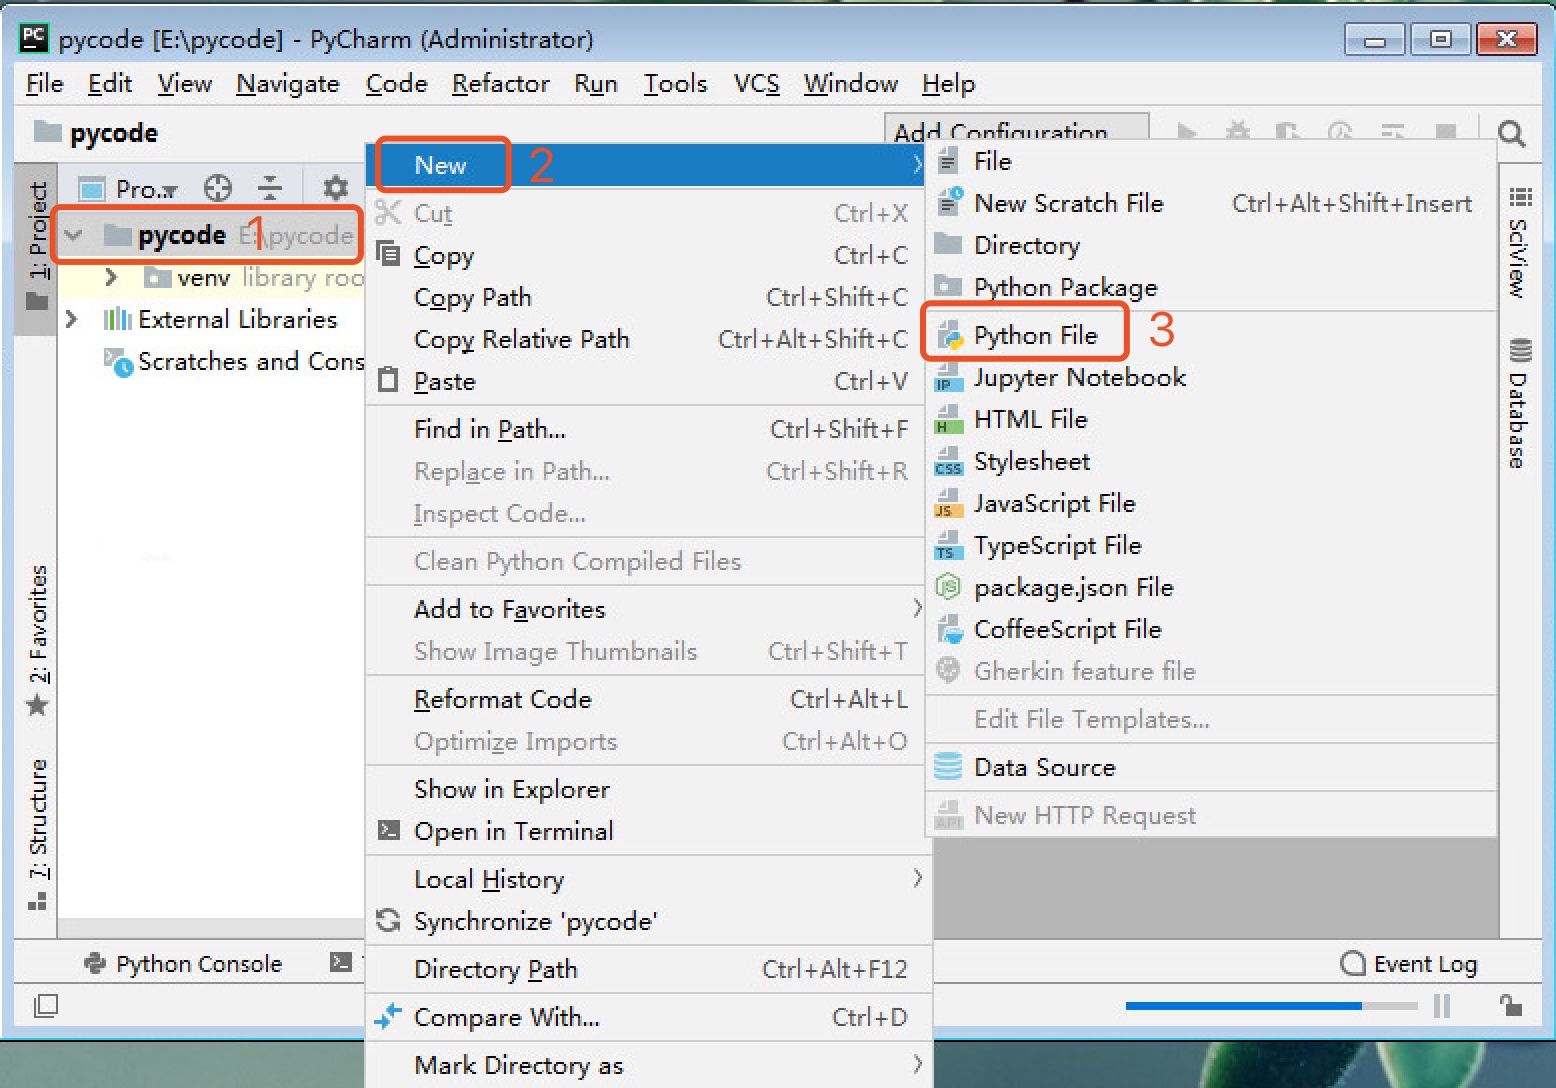 PC pycode [E:\pycode] - PyCharm (Administrator)
File Edit View Navigate Code Refactor Run Tools VCS Window Help
pycode
Add Configuration
1: Project
2: Favorites
7: Structure
Pro..
pycode E:\pycode
1
venv library roo
External Libraries
Scratches and Cons
New
2
Cut Ctrl+X
Copy Ctrl+C
Copy Path Ctrl+Shift+C
Copy Relative Path Ctrl+Alt+Shift+C
Paste Ctrl+V
Find in Path... Ctrl+Shift+F
Replace in Path... Ctrl+Shift+R
Inspect Code...
Clean Python Compiled Files
Add to Favorites
Show Image Thumbnails Ctrl+Shift+T
Reformat Code Ctrl+Alt+L
Optimize Imports Ctrl+Alt+O
Show in Explorer
Open in Terminal
Local History
Synchronize 'pycode'
Directory Path Ctrl+Alt+F12
Compare With... Ctrl+D
Mark Directory as
File
New Scratch File Ctrl+Alt+Shift+Insert
Directory
Python Package
Python File
3
IP Jupyter Notebook
H HTML File
CSS Stylesheet
JS JavaScript File
TS TypeScript File
JS package.json File
CoffeeScript File
Gherkin feature file
Edit File Templates...
Data Source
API New HTTP Request
SciView
Database
Python Console
Event Log